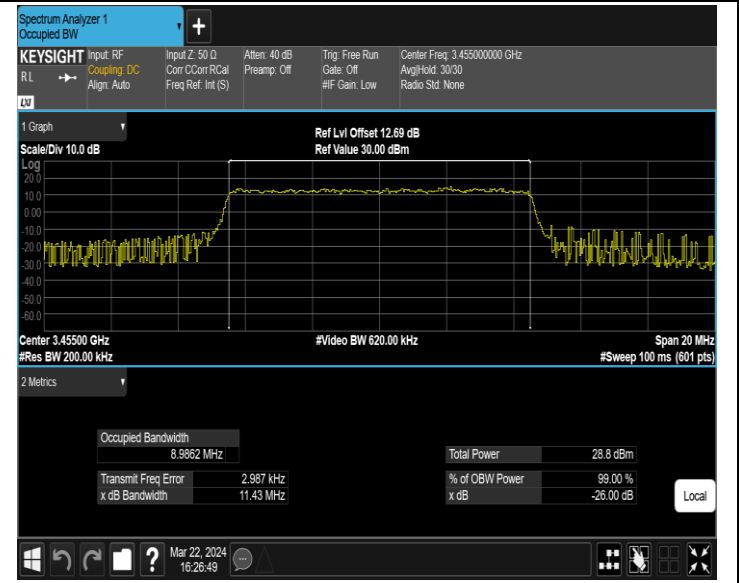 Spectrum Analyzer 1
Occupied BW
+
KEYSIGHT Input: RF Input Z: 50 Ω Atten: 40 dB Trig: Free Run Center Freq: 3.455000000 GHz
RL Coupling: DC Corr CCorr RCal Preamp: Off Gate: Off Avg|Hold: 30/30
Align: Auto Freq Ref: Int (S) #IF Gain: Low Radio Std: None
LXI
1 Graph
Ref Lvl Offset 12.69 dB
Scale/Div 10.0 dB Ref Value 30.00 dBm
Log
20.0
10.0
0.00
-10.0
-20.0
-30.0
-40.0
-50.0
-60.0
Center 3.45500 GHz #Video BW 620.00 kHz Span 20 MHz
#Res BW 200.00 kHz #Sweep 100 ms (601 pts)
2 Metrics
Occupied Bandwidth
8.9862 MHz Total Power 28.8 dBm
Transmit Freq Error 2.987 kHz % of OBW Power 99.00 %
x dB Bandwidth 11.43 MHz x dB -26.00 dB
Local
? Mar 22, 2024
16:26:49